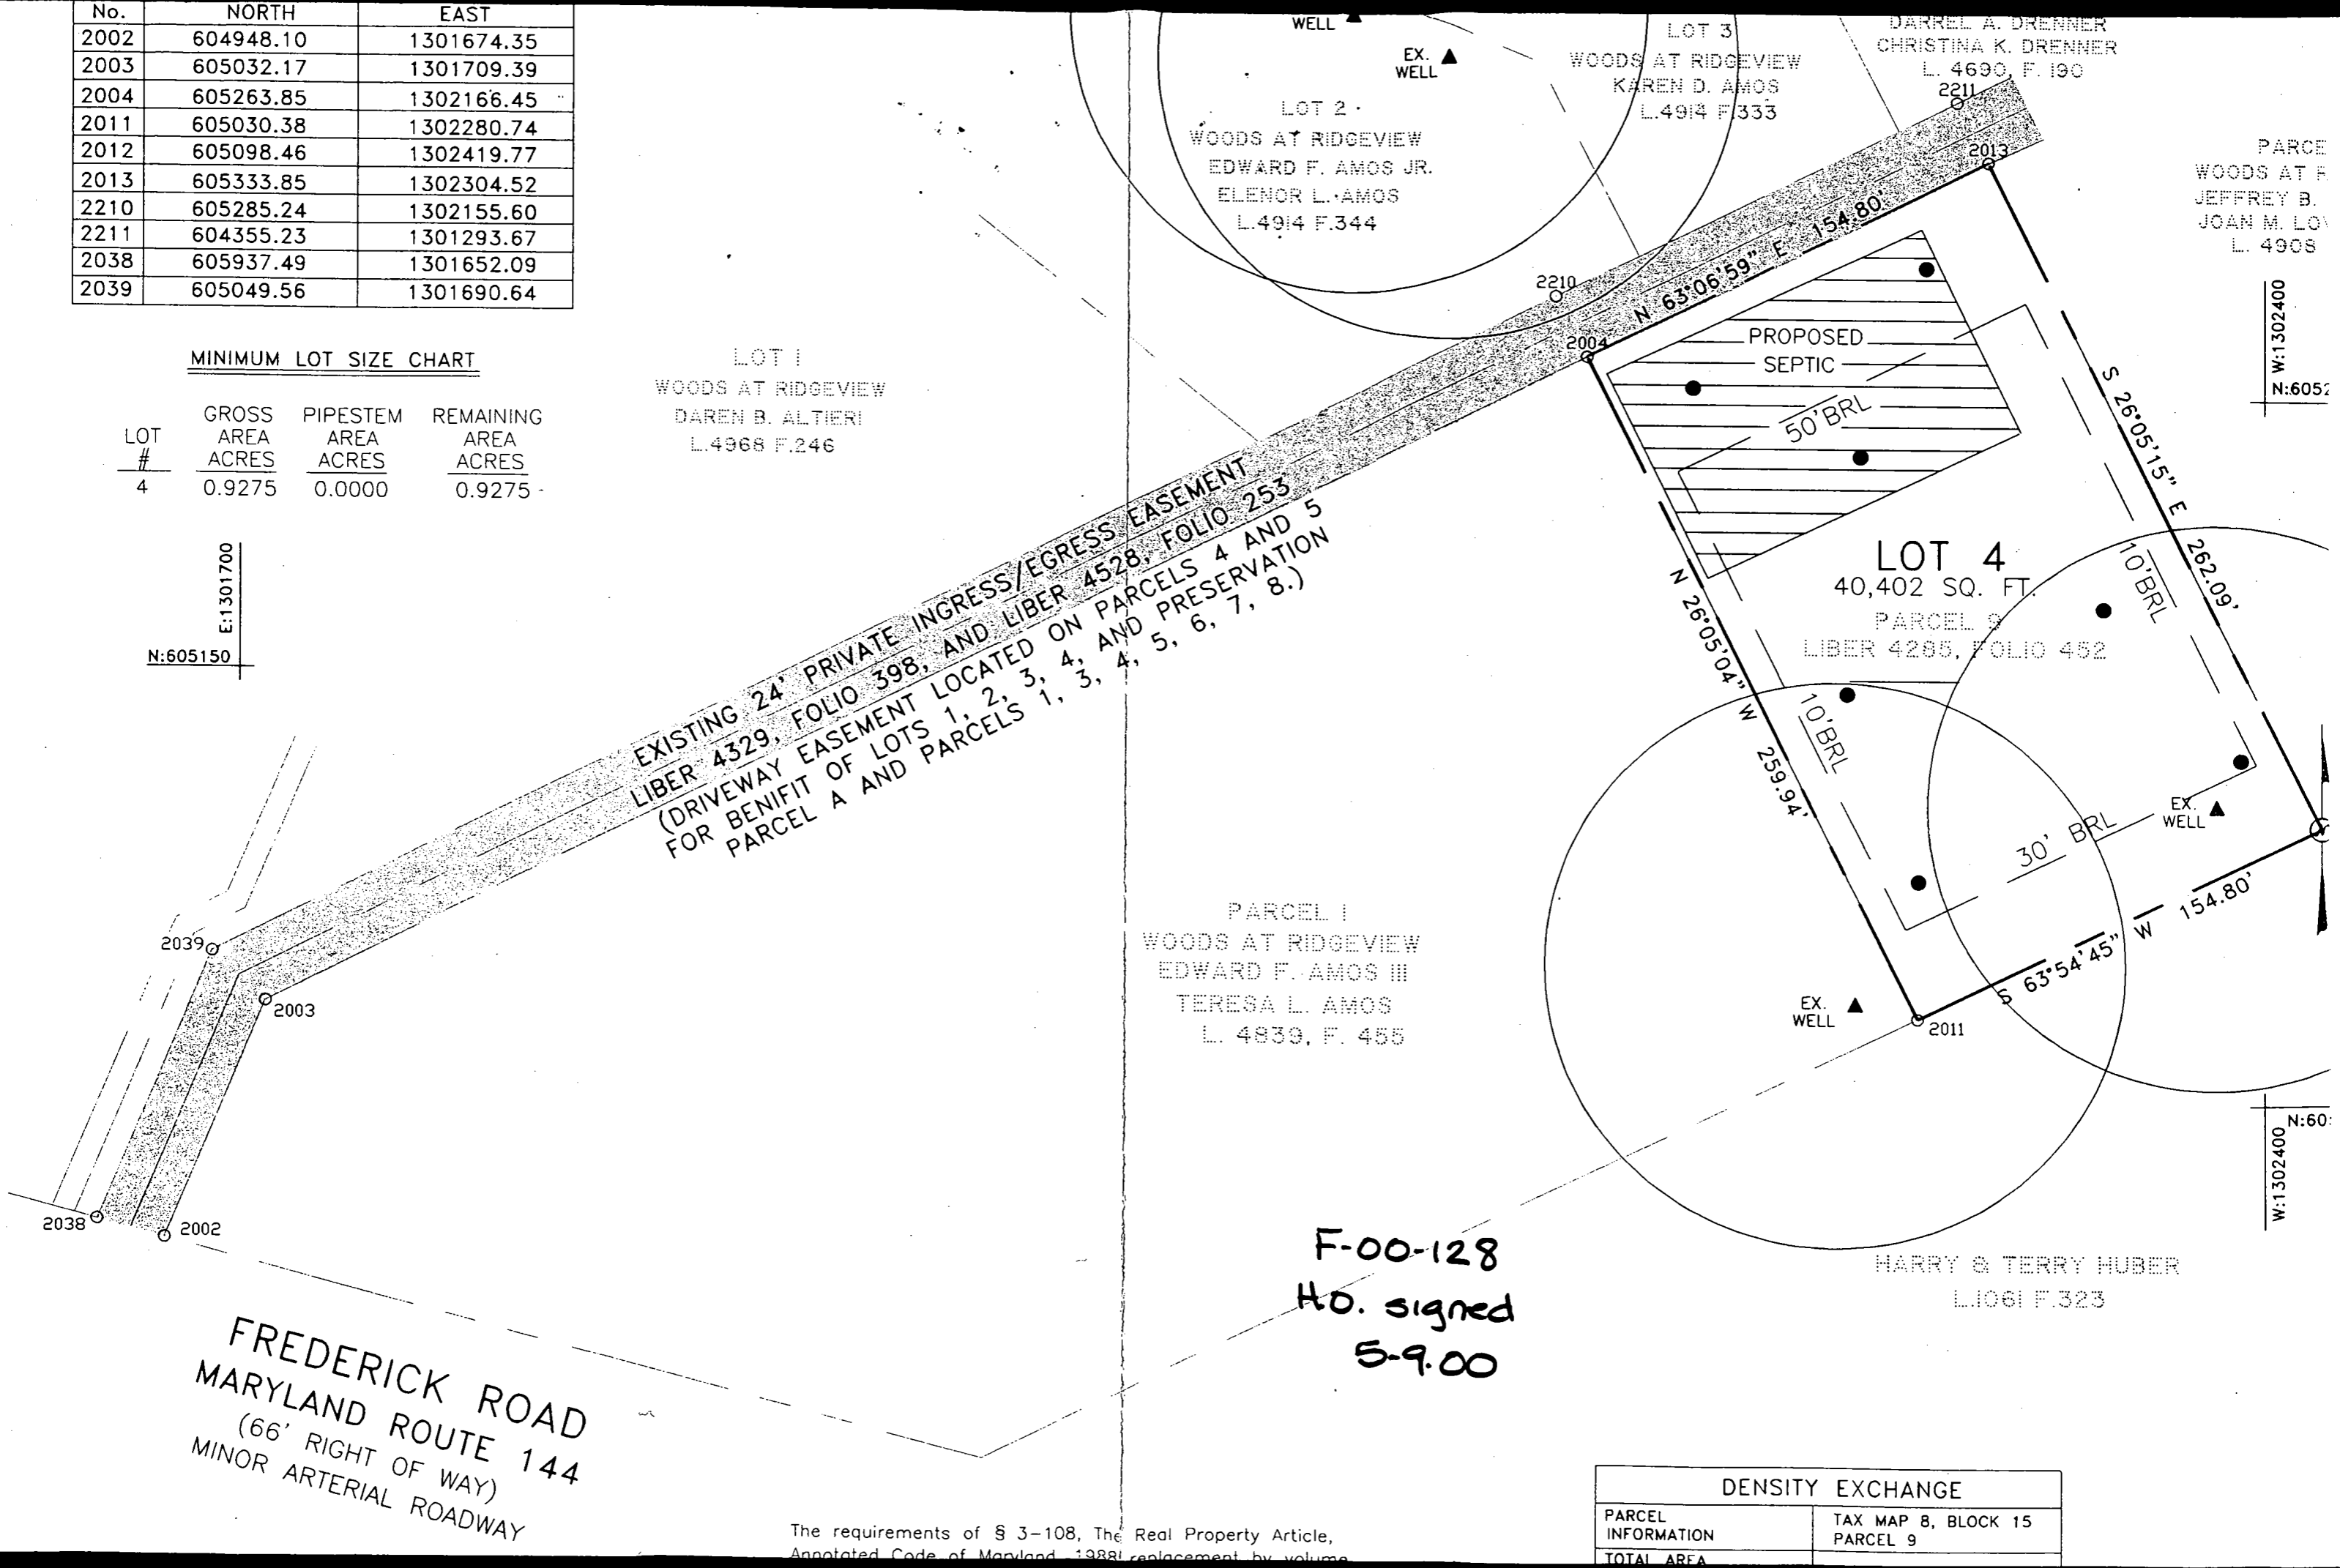 No. NORTH EAST
2002 604948.10 1301674.35
2003 605032.17 1301709.39
2004 605263.85 1302166.45
2011 605030.38 1302280.74
2012 605098.46 1302419.77
2013 605333.85 1302304.52
2210 605285.24 1302155.60
2211 604355.23 1301293.67
2038 605937.49 1301652.09
2039 605049.56 1301690.64
MINIMUM LOT SIZE CHART
LOT # GROSS AREA ACRES PIPESTEM AREA ACRES REMAINING AREA ACRES
4 0.9275 0.0000 0.9275
E:1301700
N:605150
LOT 1
WOODS AT RIDGEVIEW
DAREN B. ALTIERI
L.4968 F.246
WELL
EX.
WELL
LOT 2
WOODS AT RIDGEVIEW
EDWARD F. AMOS JR.
ELENOR L. AMOS
L.4914 F.344
LOT 3
WOODS AT RIDGEVIEW
KAREN D. AMOS
L.4914 F.333
DARREL A. DRENNER
CHRISTINA K. DRENNER
L. 4690, F. 190
2211
2013
2210
2004
N 63°06'59" E 154.80'
PARCE
WOODS AT R
JEFFREY B.
JOAN M. LOV
L. 4908
W:1302400
N:6052
PROPOSED
SEPTIC
50'BRL
S 26°05'15" E 262.09'
10'BRL
LOT 4
40,402 SQ. FT.
PARCEL 9
LIBER 4285, FOLIO 452
N 26°05'04" W 259.94'
10'BRL
EX.
WELL
30' BRL
S 63°54'45" W 154.80'
EX.
WELL
2011
EXISTING 24' PRIVATE INGRESS/EGRESS EASEMENT
LIBER 4329, FOLIO 398, AND LIBER 4528, FOLIO 253
(DRIVEWAY EASEMENT LOCATED ON PARCELS 4 AND 5
FOR BENIFIT OF LOTS 1, 2, 3, 4, AND PRESERVATION
PARCEL A AND PARCELS 1, 3, 4, 5, 6, 7, 8.)
2039
2003
2038
2002
PARCEL 1
WOODS AT RIDGEVIEW
EDWARD F. AMOS III
TERESA L. AMOS
L. 4839, F. 455
N:60
W:1302400
HARRY & TERRY HUBER
L.1061 F.323
F-00-128
H.O. signed
5-9.00
FREDERICK ROAD
MARYLAND ROUTE 144
(66' RIGHT OF WAY)
MINOR ARTERIAL ROADWAY
The requirements of § 3-108, The Real Property Article,
Annotated Code of Maryland, 1988 replacement by volume
DENSITY EXCHANGE
PARCEL INFORMATION TAX MAP 8, BLOCK 15 PARCEL 9
TOTAL AREA